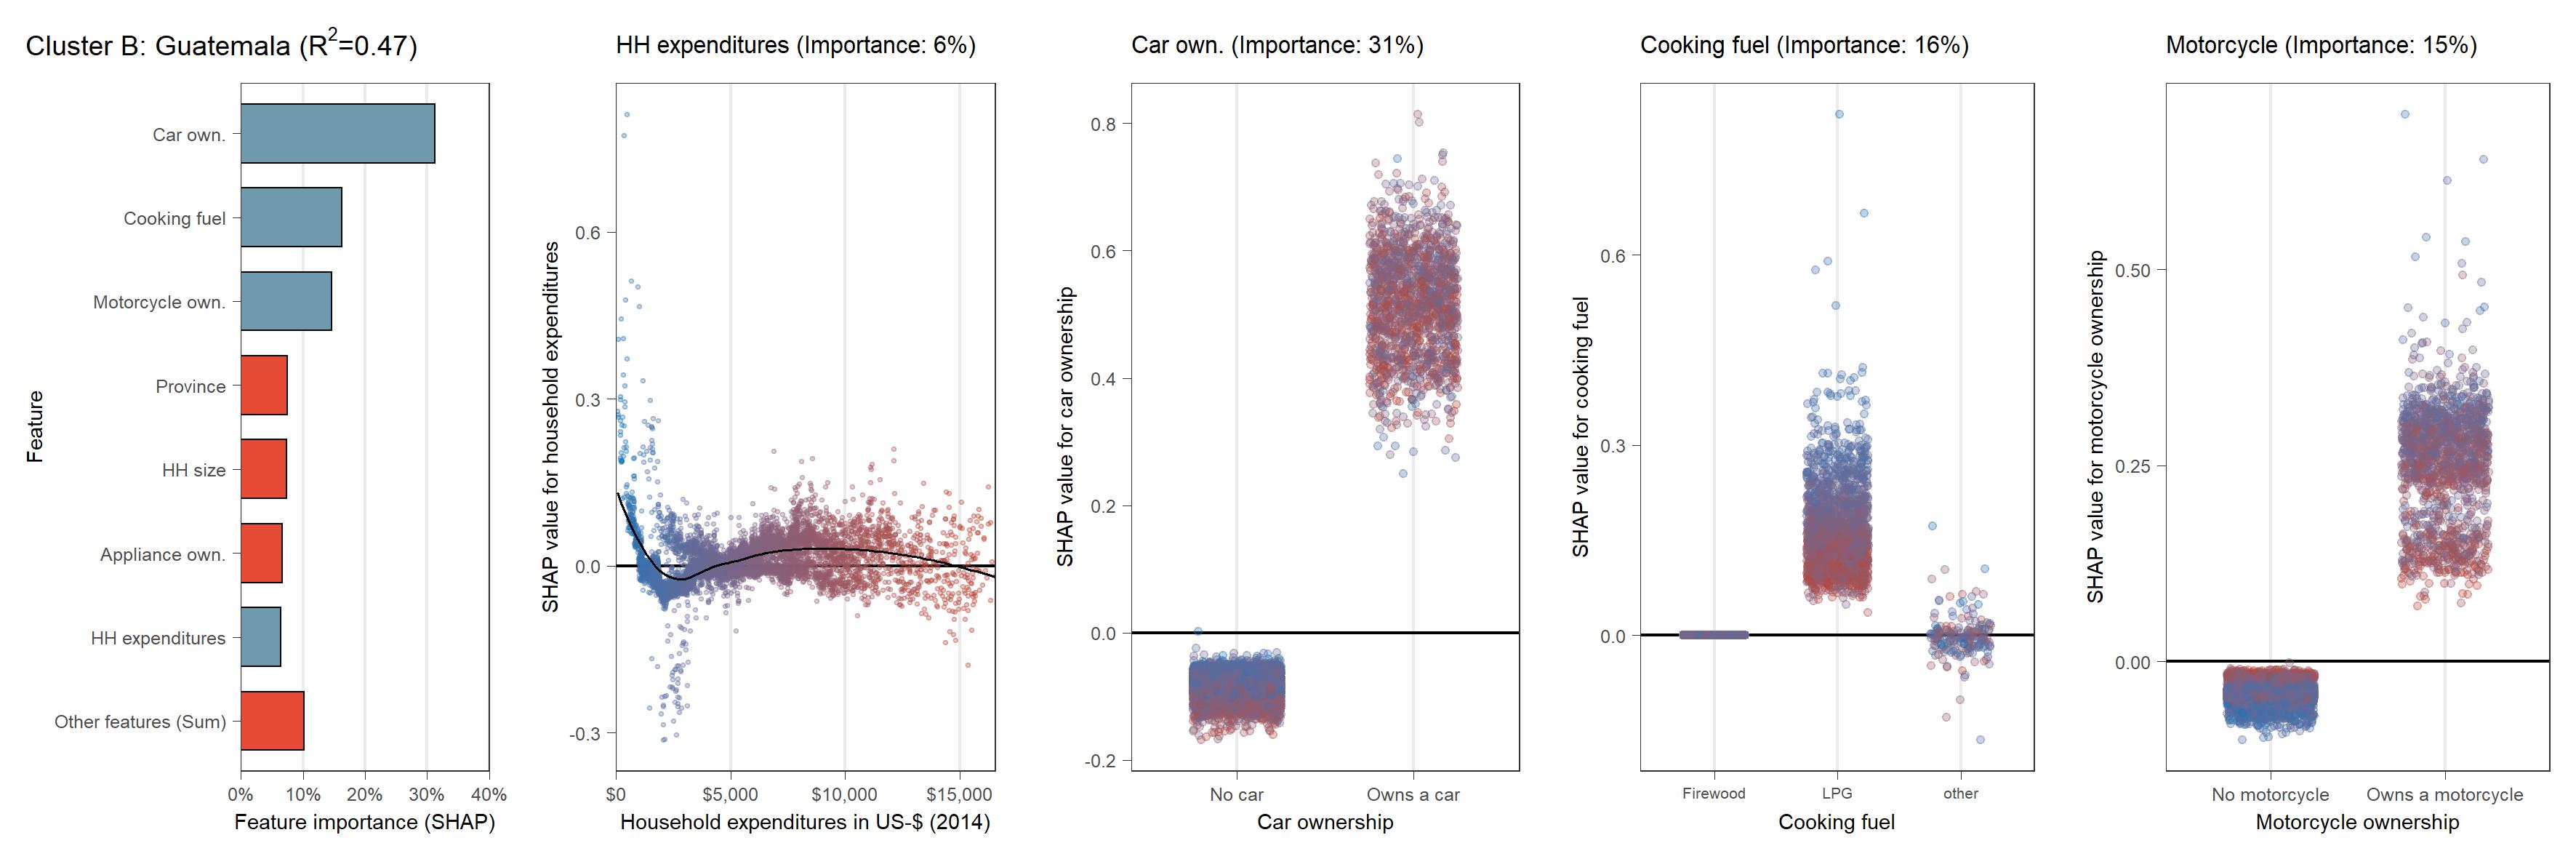 Cluster B: Guatemala (R²=0.47)
Feature
Car own.
Cooking fuel
Motorcycle own.
Province
HH size
Appliance own.
HH expenditures
Other features (Sum)
0% 10% 20% 30% 40%
Feature importance (SHAP)
HH expenditures (Importance: 6%)
SHAP value for household expenditures
0.6
0.3
0.0
-0.3
$0 $5,000 $10,000 $15,000
Household expenditures in US-$ (2014)
Car own. (Importance: 31%)
SHAP value for car ownership
0.8
0.6
0.4
0.2
0.0
-0.2
No car Owns a car
Car ownership
Cooking fuel (Importance: 16%)
SHAP value for cooking fuel
0.6
0.3
0.0
Firewood LPG other
Cooking fuel
Motorcycle (Importance: 15%)
SHAP value for motorcycle ownership
0.50
0.25
0.00
No motorcycle Owns a motorcycle
Motorcycle ownership